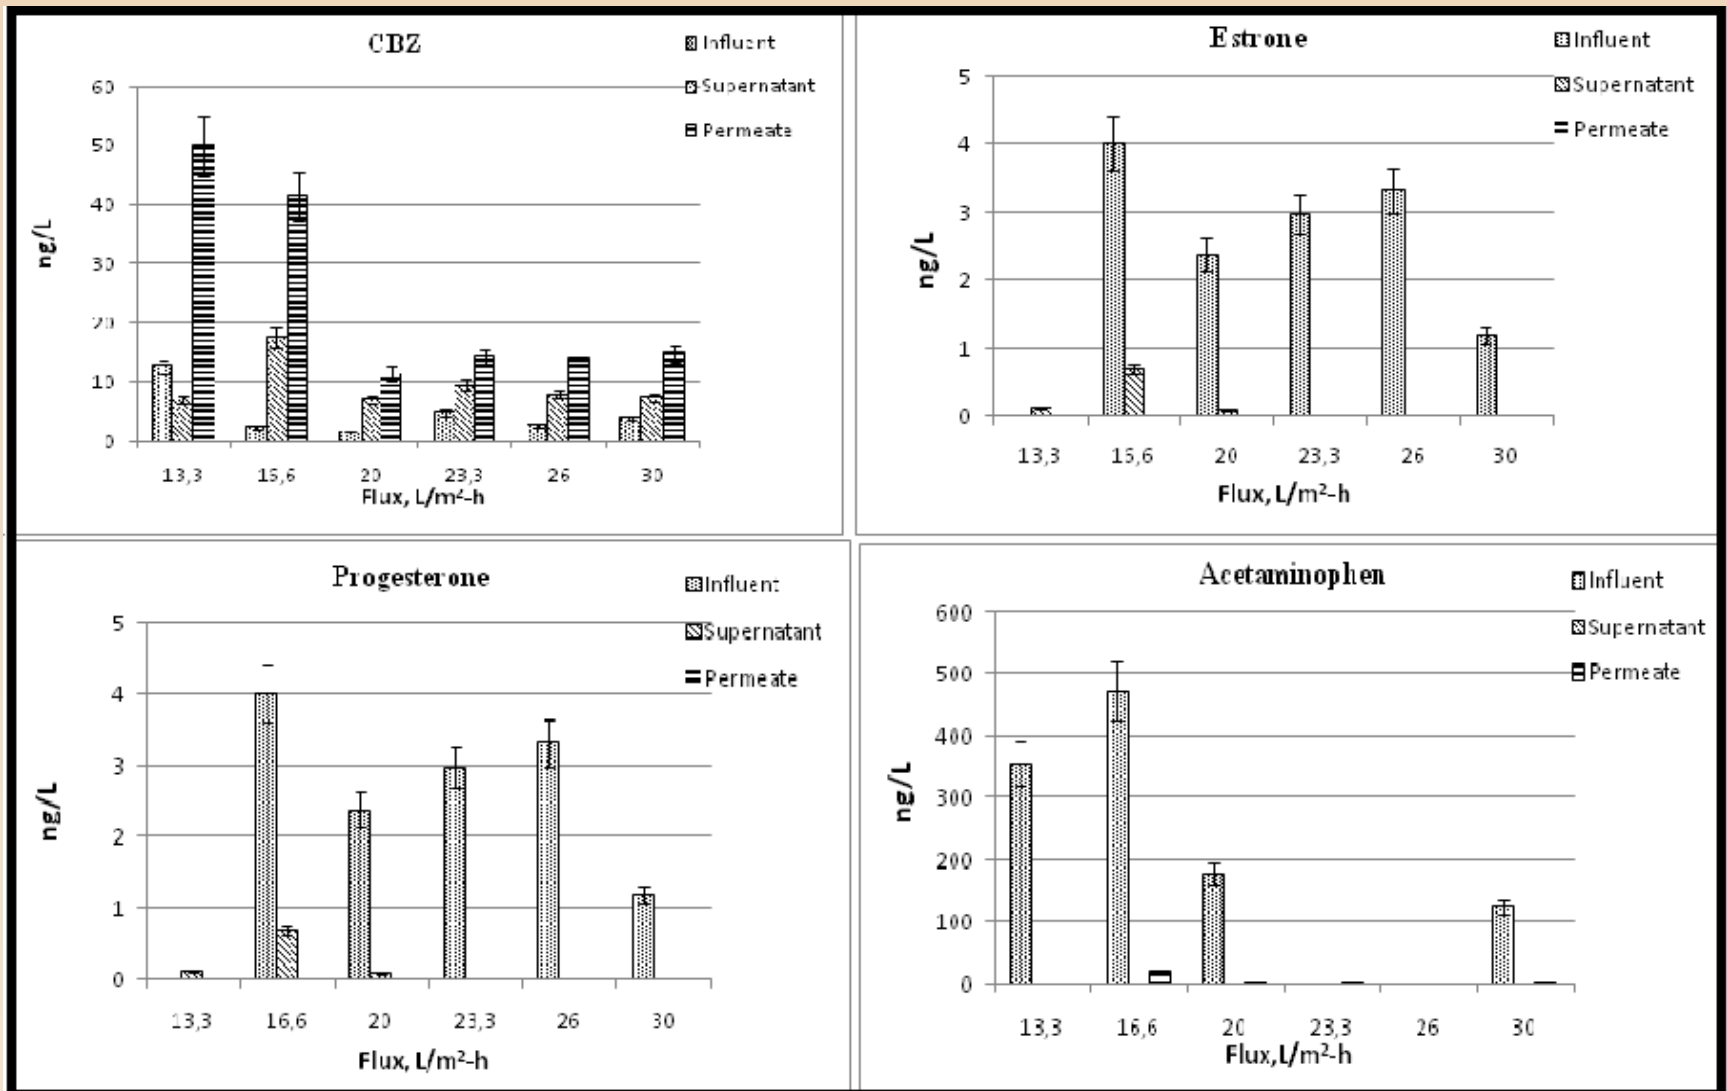 CBZ
Influent
Supernatant
Permeate
60
50
40
30
20
10
0
ng/L
13,3 16,6 20 23,3 26 30
Flux, L/m²-h
Estrone
Influent
Supernatant
Permeate
5
4
3
2
1
0
ng/L
13,3 16,6 20 23,3 26 30
Flux, L/m²-h
Progesterone
Influent
Supernatant
Permeate
5
4
3
2
1
0
ng/L
13,3 16,6 20 23,3 26 30
Flux, L/m²-h
Acetaminophen
Influent
Supernatant
Permeate
600
500
400
300
200
100
0
ng/L
13,3 16,6 20 23,3 26 30
Flux,L/m²-h